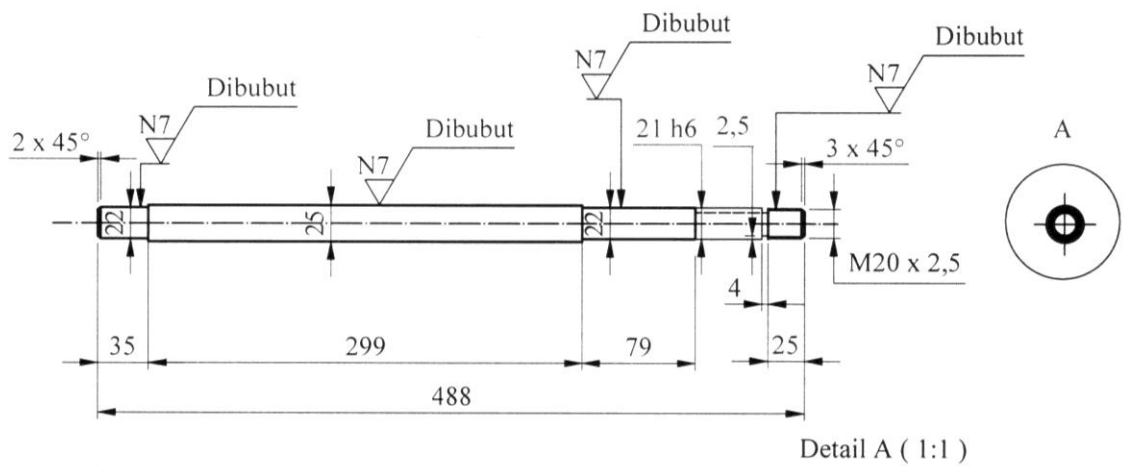 Dibubut
N7
Dibubut
N7
Dibubut
N7
Dibubut
N7
2 x 45°
21 h6
2,5
3 x 45°
A
22
25
22
M20 x 2,5
4
35
299
79
25
488
Detail A ( 1:1 )